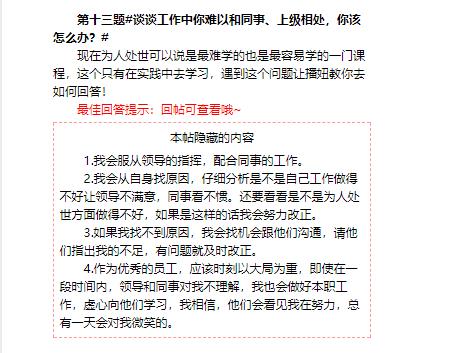 第十三题#谈谈工作中你难以和同事、上级相处，你该
怎么办？#
现在为人处世可以说是最难学的也是最容易学的一门课
程，这个只有在实践中去学习，遇到这个问题让播妞教你去
如何回答！
最佳回答提示：回帖可查看哦~
本帖隐藏的内容
1.我会服从领导的指挥，配合同事的工作。
2.我会从自身找原因，仔细分析是不是自己工作做得
不好让领导不满意，同事看不惯。还要看看是不是为人处
世方面做得不好，如果是这样的话我会努力改正。
3.如果我找不到原因，我会找机会跟他们沟通，请他
们指出我的不足，有问题就及时改正。
4.作为优秀的员工，应该时刻以大局为重，即使在一
段时间内，领导和同事对我不理解，我也会做好本职工
作，虚心向他们学习，我相信，他们会看见我在努力，总
有一天会对我微笑的。